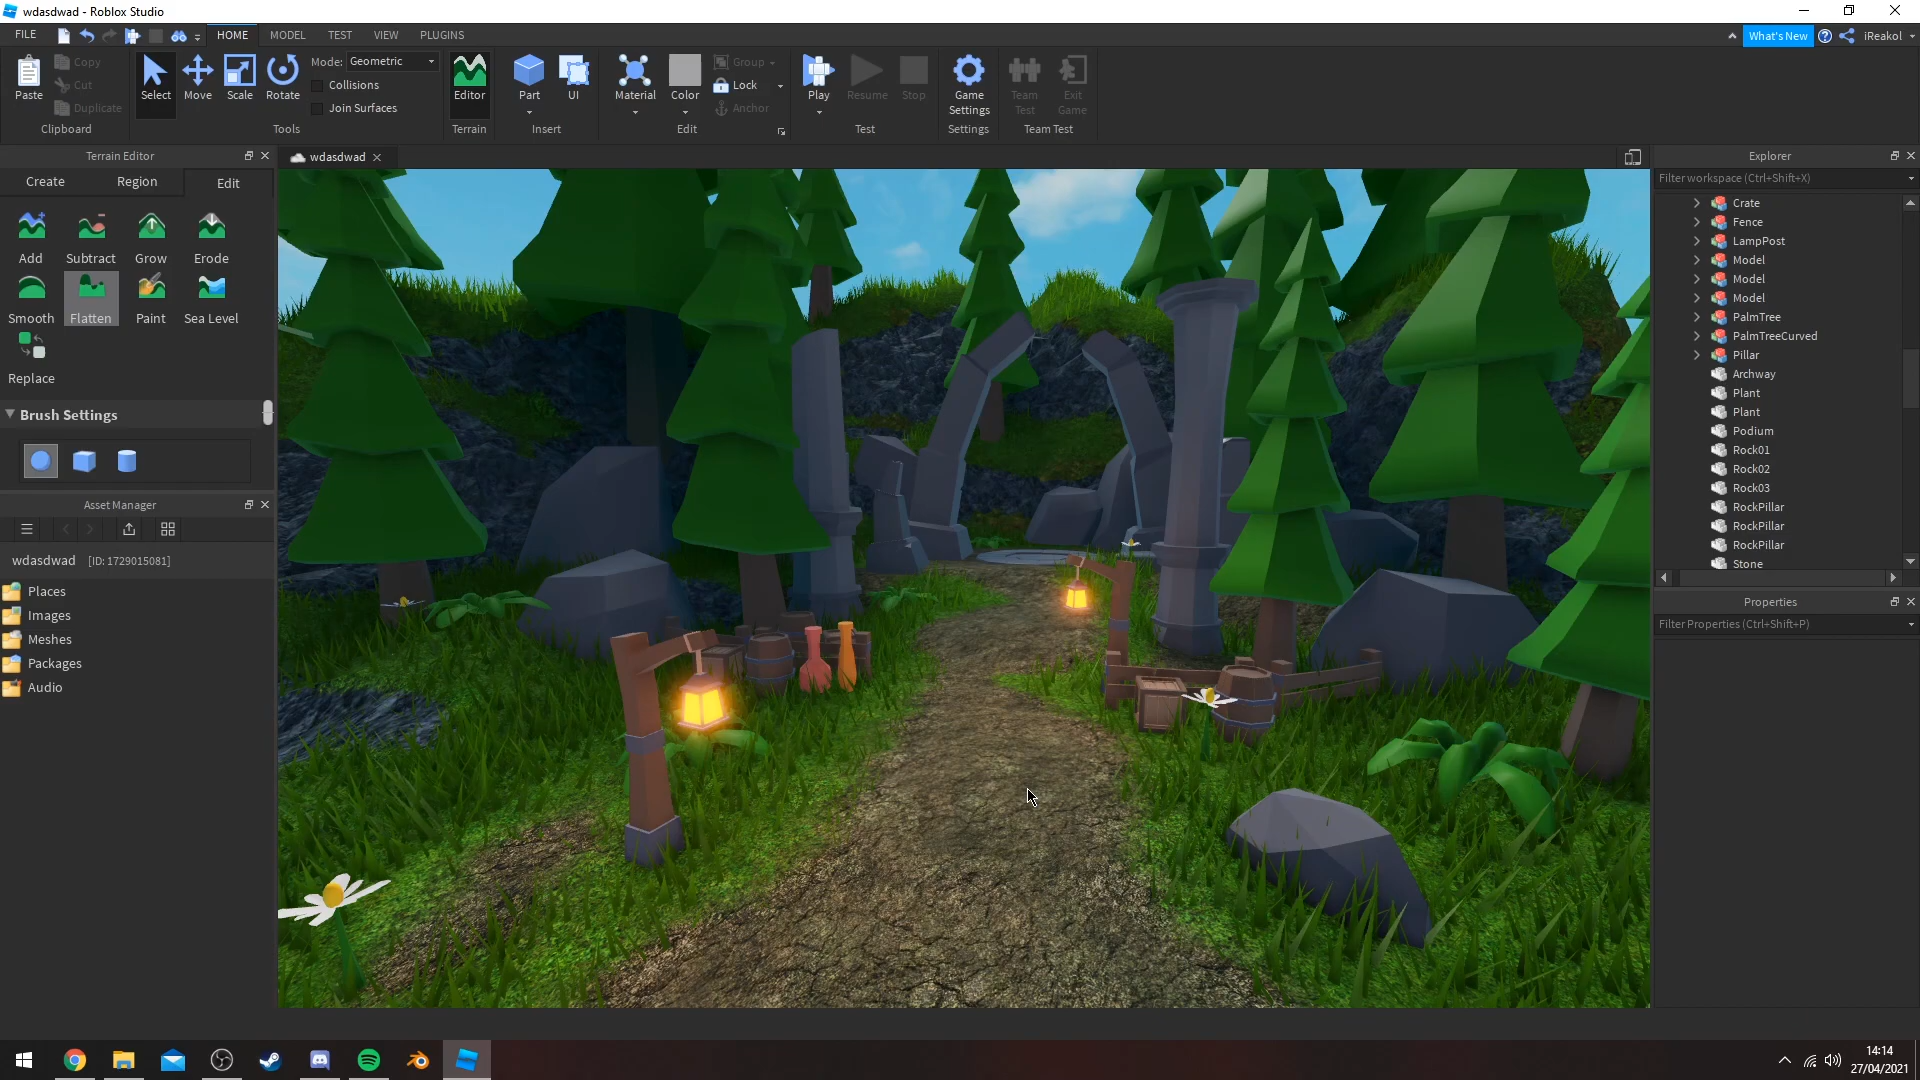 wdasdwad - Roblox Studio
FILE
HOME
MODEL
TEST
VIEW
PLUGINS
What's New
iReakol
Paste
Copy
Cut
Duplicate
Clipboard
Select
Move
Scale
Rotate
Mode: Geometric
Collisions
Join Surfaces
Tools
Editor
Terrain
Part
UI
Insert
Material
Color
Group
Lock
Anchor
Edit
Play
Resume
Stop
Test
Game
Settings
Settings
Team
Test
Exit
Game
Team Test
Terrain Editor
Create
Region
Edit
Add
Subtract
Grow
Erode
Smooth
Flatten
Paint
Sea Level
Replace
Brush Settings
Asset Manager
wdasdwad [ID: 1729015081]
Places
Images
Meshes
Packages
Audio
wdasdwad
Explorer
Filter workspace (Ctrl+Shift+X)
Crate
Fence
LampPost
Model
Model
Model
PalmTree
PalmTreeCurved
Pillar
Archway
Plant
Plant
Podium
Rock01
Rock02
Rock03
RockPillar
RockPillar
RockPillar
Stone
Properties
Filter Properties (Ctrl+Shift+P)
14:14
27/04/2021